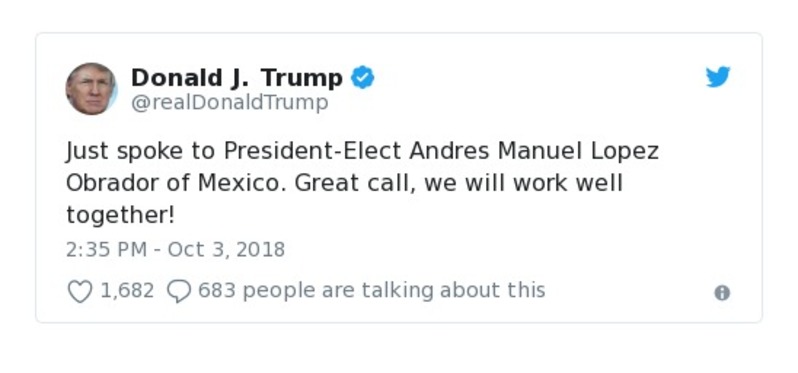 Donald J. Trump
@realDonaldTrump
Just spoke to President-Elect Andres Manuel Lopez
Obrador of Mexico. Great call, we will work well
together!
2:35 PM - Oct 3, 2018
1,682 683 people are talking about this